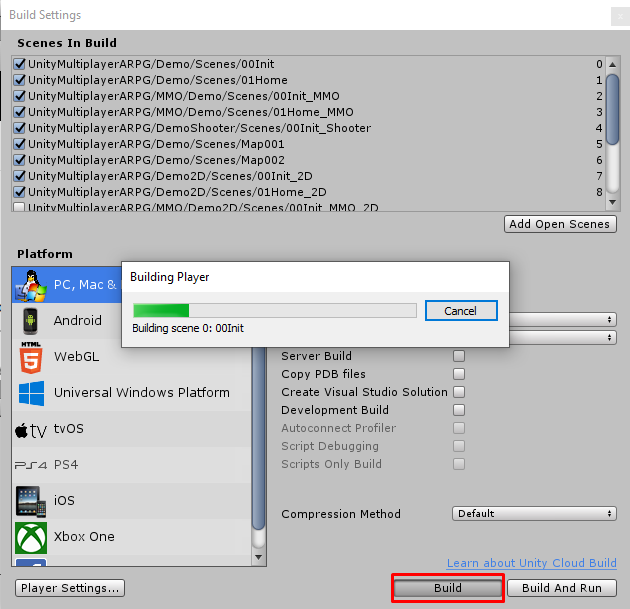 Build Settings
Scenes In Build
UnityMultiplayerARPG/Demo/Scenes/00Init 0
UnityMultiplayerARPG/Demo/Scenes/01Home 1
UnityMultiplayerARPG/MMO/Demo/Scenes/00Init_MMO 2
UnityMultiplayerARPG/MMO/Demo/Scenes/01Home_MMO 3
UnityMultiplayerARPG/DemoShooter/Scenes/00Init_Shooter 4
UnityMultiplayerARPG/Demo/Scenes/Map001 5
UnityMultiplayerARPG/Demo/Scenes/Map002 6
UnityMultiplayerARPG/Demo2D/Scenes/00Init_2D 7
UnityMultiplayerARPG/Demo2D/Scenes/01Home_2D 8
UnityMultiplayerARPG/MMO/Demo2D/Scenes/00Init_MMO_2D
Add Open Scenes
Platform
PC, Mac &
Building Player
Cancel
Building scene 0: 00Init
Android
HTML
5
WebGL
Server Build
Copy PDB files
Universal Windows Platform
Create Visual Studio Solution
Development Build
tv
tvOS
Autoconnect Profiler
Script Debugging
PS4
PS4
Scripts Only Build
iOS
Compression Method
Default
Xbox One
Learn about Unity Cloud Build
Player Settings...
Build
Build And Run